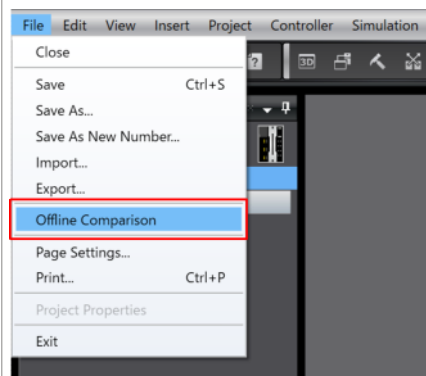 File Edit View Insert Project Controller Simulation
Close
3D
Save Ctrl+S
Save As...
Save As New Number...
Import...
Export...
Offline Comparison
Page Settings...
Print... Ctrl+P
Project Properties
Exit